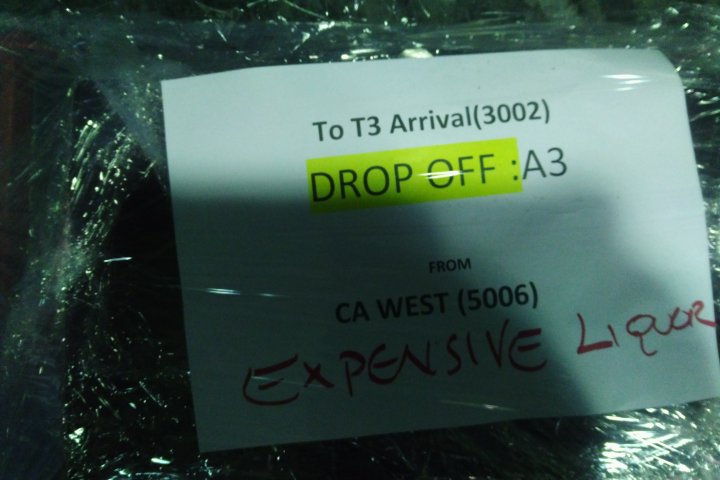 To T3 Arrival(3002)
DROP OFF :A3
FROM
CA WEST (5006)
EXPENSIVE LIQUOR